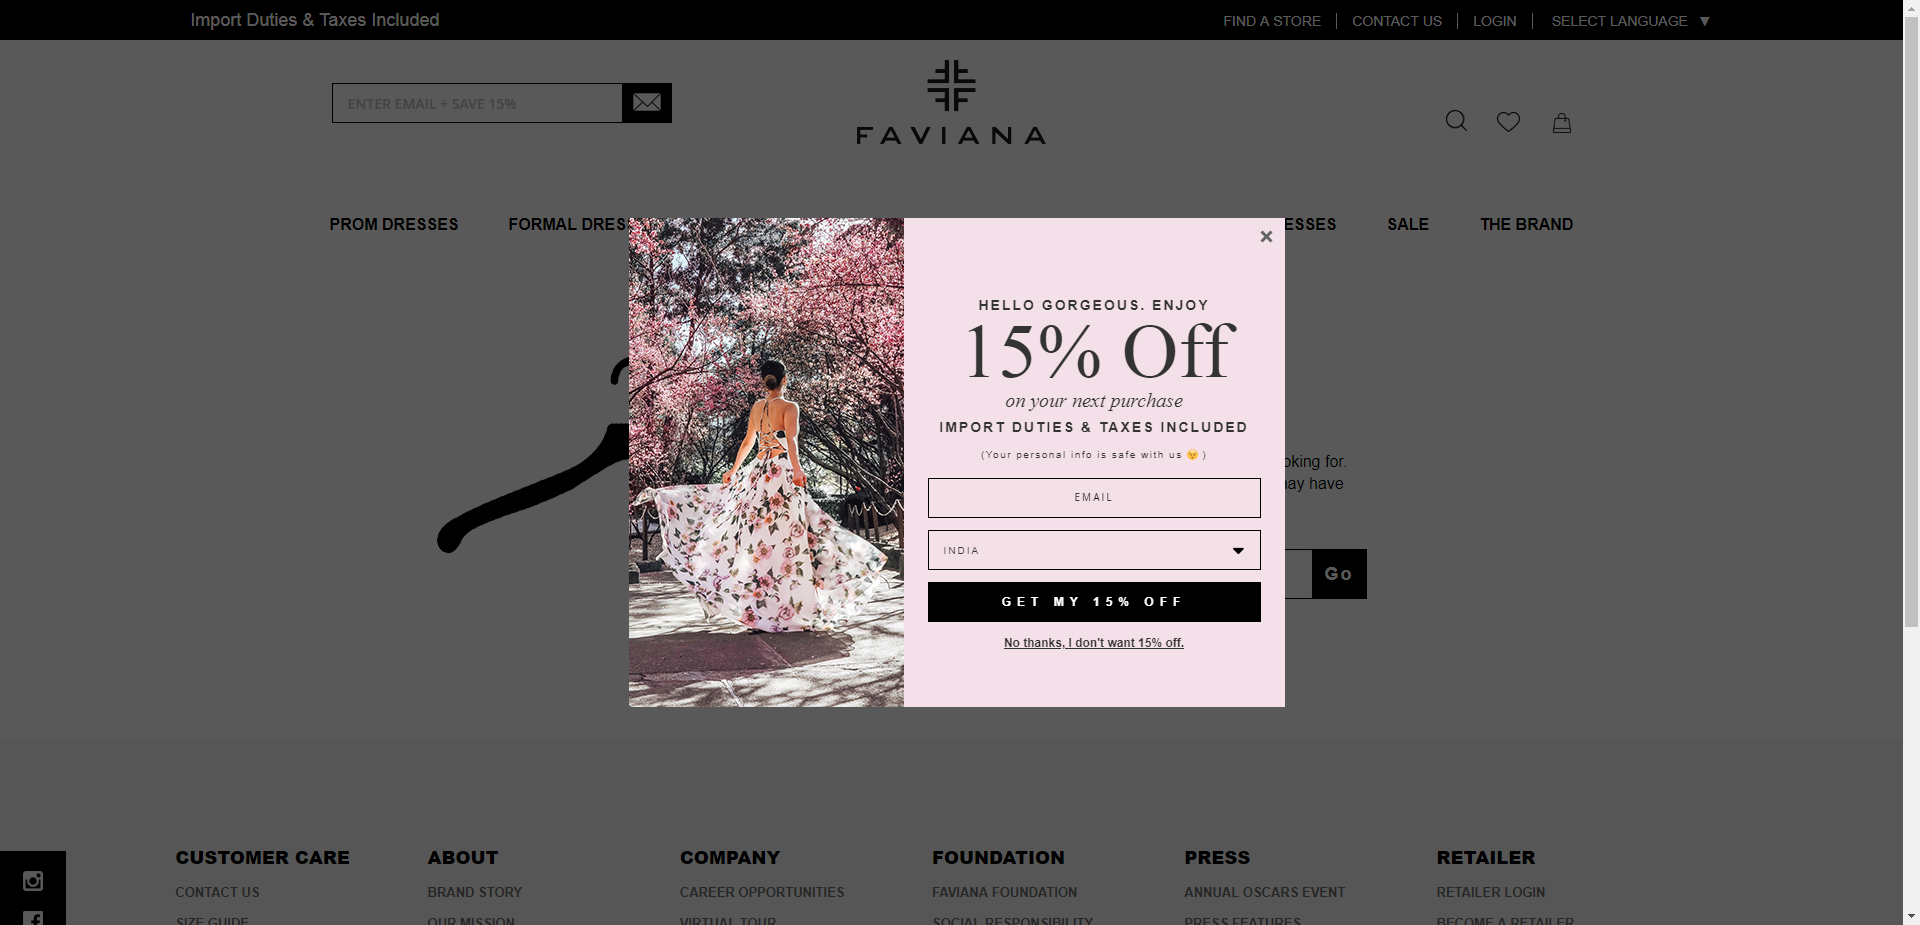 Import Duties & Taxes Included
FIND A STORE
CONTACT US
LOGIN
SELECT LANGUAGE ▼
ENTER EMAIL + SAVE 15%
FAVIANA
PROM DRESSES
FORMAL DRES
ESSES
SALE
THE BRAND
HELLO GORGEOUS. ENJOY
15% Off
on your next purchase
IMPORT DUTIES & TAXES INCLUDED
(Your personal info is safe with us 😉 )
EMAIL
INDIA
GET MY 15% OFF
No thanks, I don't want 15% off.
oking for.
ay have
Go
CUSTOMER CARE
ABOUT
COMPANY
FOUNDATION
PRESS
RETAILER
CONTACT US
BRAND STORY
CAREER OPPORTUNITIES
FAVIANA FOUNDATION
ANNUAL OSCARS EVENT
RETAILER LOGIN
SIZE GUIDE
OUR MISSION
VIRTUAL TOUR
SOCIAL RESPONSIBILITY
PRESS FEATURES
BECOME A RETAILER